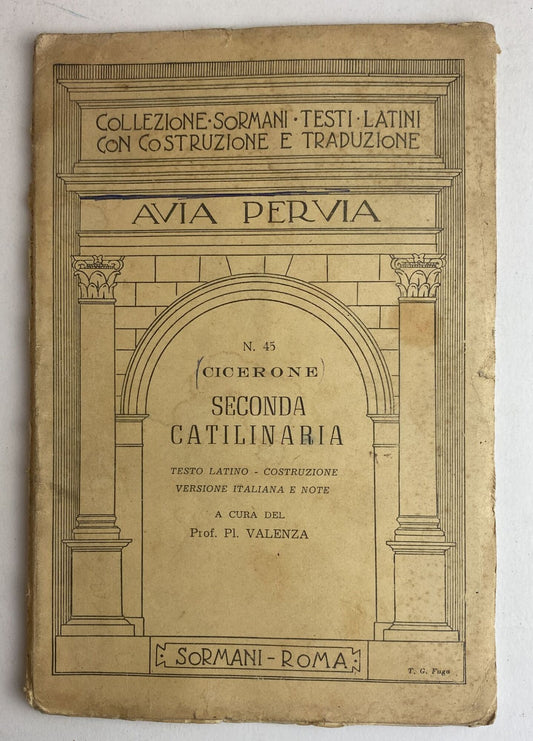 COLLEZIONE·SORMANI·TESTI·LATINI
CON COSTRUZIONE E TRADUZIONE
AVIA PERVIA
N. 45
(CICERONE)
SECONDA
CATILINARIA
TESTO LATINO - COSTRUZIONE
VERSIONE ITALIANA E NOTE
A CURA DEL
Prof. Pl. VALENZA
SORMANI-ROMA
T. G. Fuga